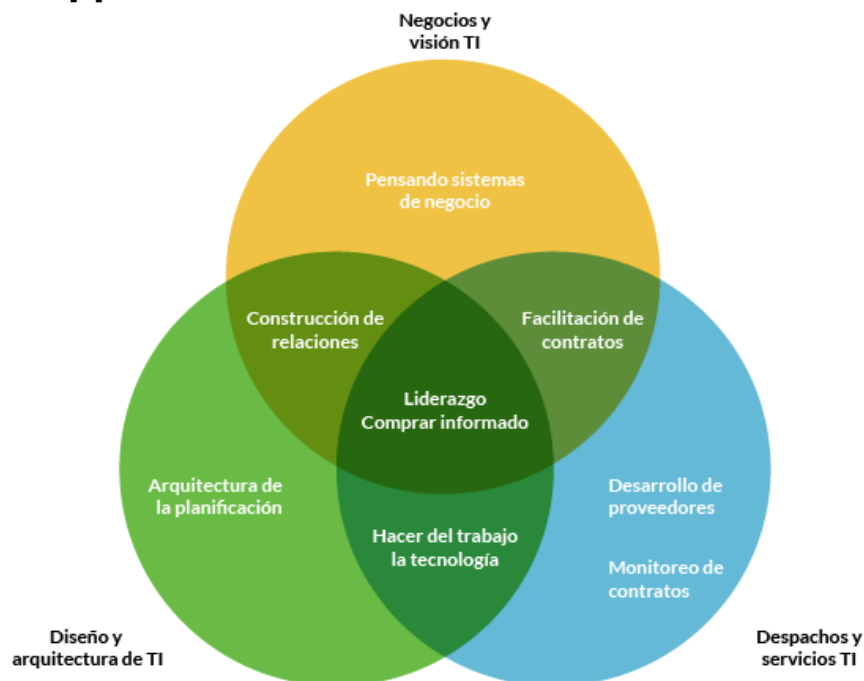 Negocios y
visión TI
Pensando sistemas
de negocio
Construcción de
relaciones
Facilitación de
contratos
Liderazgo
Comprar informado
Arquitectura de
la planificación
Desarrollo de
proveedores
Hacer del trabajo
la tecnología
Monitoreo de
contratos
Diseño y
arquitectura de TI
Despachos y
servicios TI